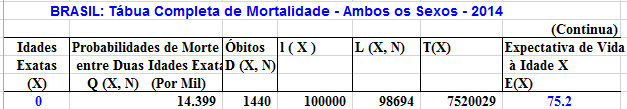 BRASIL: Tábua Completa de Mortalidade - Ambos os Sexos - 2014
(Continua)
Idades Probabilidades de Morte Óbitos l ( X ) L (X, N) T(X) Expectativa de Vida
Exatas entre Duas Idades Exata D (X, N) à Idade X
(X) Q (X, N) (Por Mil) E(X)
0 14.399 1440 100000 98694 7520029 75.2